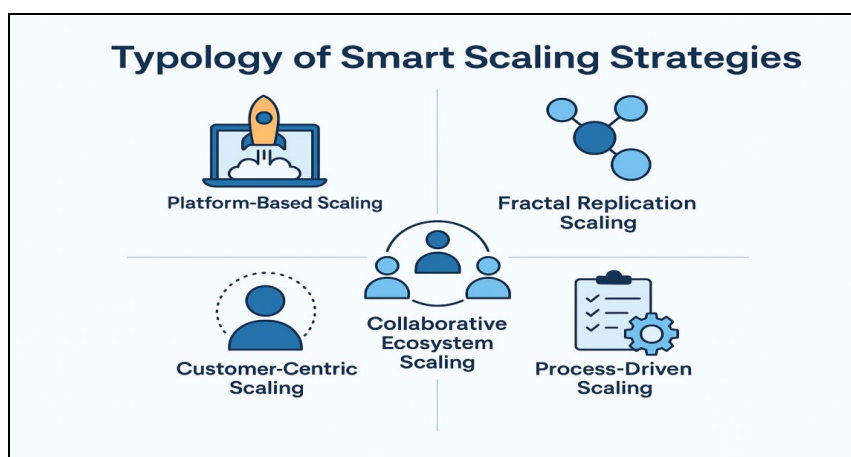 Typology of Smart Scaling Strategies
Platform-Based Scaling
Fractal Replication
Scaling
Collaborative
Ecosystem
Scaling
Customer-Centric
Scaling
Process-Driven
Scaling